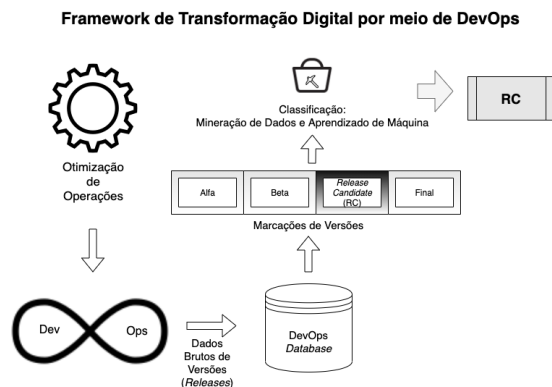 Framework de Transformação Digital por meio de DevOps
Otimização
de
Operações
Dev
Ops
Dados
Brutos de
Versões
(Releases)
DevOps
Database
Marcações de Versões
Alfa
Beta
Release
Candidate
(RC)
Final
Classificação:
Mineração de Dados e Aprendizado de Máquina
RC